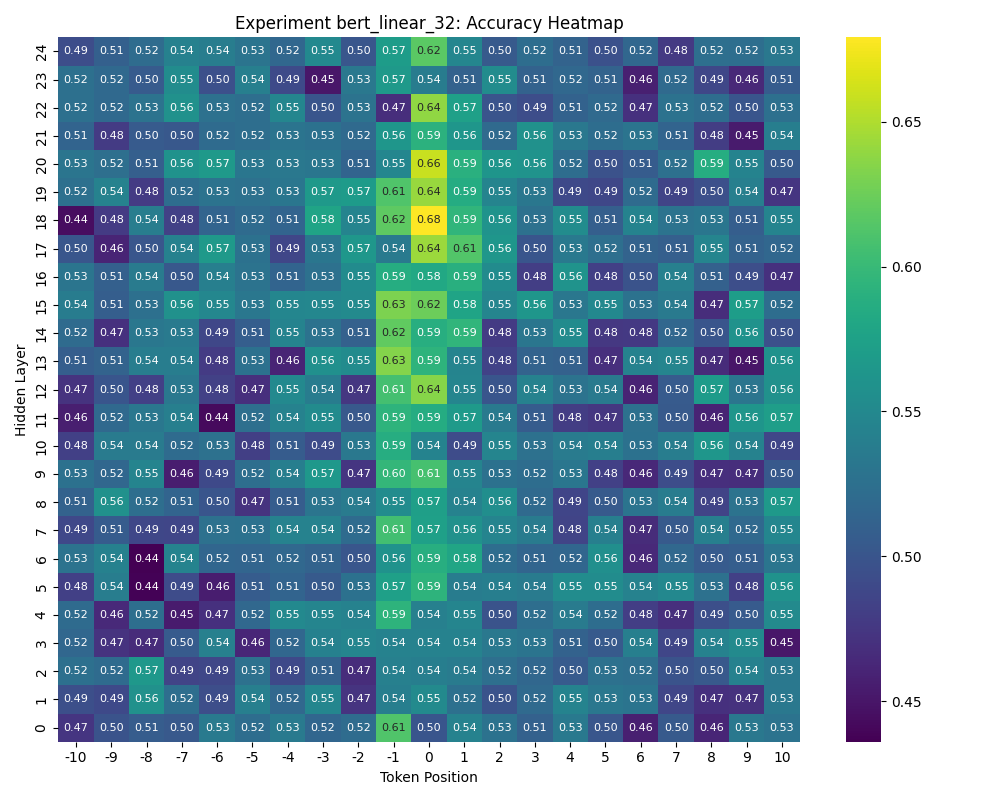 Experiment bert_linear_32: Accuracy Heatmap
24 0.49 0.51 0.52 0.54 0.54 0.53 0.52 0.55 0.50 0.57 0.62 0.55 0.50 0.52 0.51 0.50 0.52 0.48 0.52 0.52 0.53
23 0.52 0.52 0.50 0.55 0.50 0.54 0.49 0.45 0.53 0.57 0.54 0.51 0.55 0.51 0.52 0.51 0.46 0.52 0.49 0.46 0.51
22 0.52 0.52 0.53 0.56 0.53 0.52 0.55 0.50 0.53 0.47 0.64 0.57 0.50 0.49 0.51 0.52 0.47 0.53 0.52 0.50 0.53
21 0.51 0.48 0.50 0.50 0.52 0.52 0.53 0.53 0.52 0.56 0.59 0.56 0.52 0.56 0.53 0.52 0.53 0.51 0.48 0.45 0.54
20 0.53 0.52 0.51 0.56 0.57 0.53 0.53 0.53 0.51 0.55 0.66 0.59 0.56 0.56 0.52 0.50 0.51 0.52 0.59 0.55 0.50
19 0.52 0.54 0.48 0.52 0.53 0.53 0.53 0.57 0.57 0.61 0.64 0.59 0.55 0.53 0.49 0.49 0.52 0.49 0.50 0.54 0.47
18 0.44 0.48 0.54 0.48 0.51 0.52 0.51 0.58 0.55 0.62 0.68 0.59 0.56 0.53 0.55 0.51 0.54 0.53 0.53 0.51 0.55
17 0.50 0.46 0.50 0.54 0.57 0.53 0.49 0.53 0.57 0.54 0.64 0.61 0.56 0.50 0.53 0.52 0.51 0.51 0.55 0.51 0.52
16 0.53 0.51 0.54 0.50 0.54 0.53 0.51 0.53 0.55 0.59 0.58 0.59 0.55 0.48 0.56 0.48 0.50 0.54 0.51 0.49 0.47
15 0.54 0.51 0.53 0.56 0.55 0.53 0.55 0.55 0.55 0.63 0.62 0.58 0.55 0.56 0.53 0.55 0.53 0.54 0.47 0.57 0.52
14 0.52 0.47 0.53 0.53 0.49 0.51 0.55 0.53 0.51 0.62 0.59 0.59 0.48 0.53 0.55 0.48 0.48 0.52 0.50 0.56 0.50
13 0.51 0.51 0.54 0.54 0.48 0.53 0.46 0.56 0.55 0.63 0.59 0.55 0.48 0.51 0.51 0.47 0.54 0.55 0.47 0.45 0.56
12 0.47 0.50 0.48 0.53 0.48 0.47 0.55 0.54 0.47 0.61 0.64 0.55 0.50 0.54 0.53 0.54 0.46 0.50 0.57 0.53 0.56
11 0.46 0.52 0.53 0.54 0.44 0.52 0.54 0.55 0.50 0.59 0.59 0.57 0.54 0.51 0.48 0.47 0.53 0.50 0.46 0.56 0.57
10 0.48 0.54 0.54 0.52 0.53 0.48 0.51 0.49 0.53 0.59 0.54 0.49 0.55 0.53 0.54 0.54 0.53 0.54 0.56 0.54 0.49
9 0.53 0.52 0.55 0.46 0.49 0.52 0.54 0.57 0.47 0.60 0.61 0.55 0.53 0.52 0.53 0.48 0.46 0.49 0.47 0.47 0.50
8 0.51 0.56 0.52 0.51 0.50 0.47 0.51 0.53 0.54 0.55 0.57 0.54 0.56 0.52 0.49 0.50 0.53 0.54 0.49 0.53 0.57
7 0.49 0.51 0.49 0.49 0.53 0.53 0.54 0.54 0.52 0.61 0.57 0.56 0.55 0.54 0.48 0.54 0.47 0.50 0.54 0.52 0.55
6 0.53 0.54 0.44 0.54 0.52 0.51 0.52 0.51 0.50 0.56 0.59 0.58 0.52 0.51 0.52 0.56 0.46 0.52 0.50 0.51 0.53
5 0.48 0.54 0.44 0.49 0.46 0.51 0.51 0.50 0.53 0.57 0.59 0.54 0.54 0.54 0.55 0.55 0.54 0.55 0.53 0.48 0.56
4 0.52 0.46 0.52 0.45 0.47 0.52 0.55 0.55 0.54 0.59 0.54 0.55 0.50 0.52 0.54 0.52 0.48 0.47 0.49 0.50 0.55
3 0.52 0.47 0.47 0.50 0.54 0.46 0.52 0.54 0.55 0.54 0.54 0.54 0.53 0.53 0.51 0.50 0.54 0.49 0.54 0.55 0.45
2 0.52 0.52 0.57 0.49 0.49 0.53 0.49 0.51 0.47 0.54 0.54 0.54 0.52 0.52 0.50 0.53 0.52 0.50 0.50 0.54 0.53
1 0.49 0.49 0.56 0.52 0.49 0.54 0.52 0.55 0.47 0.54 0.55 0.52 0.50 0.52 0.55 0.53 0.53 0.49 0.47 0.47 0.53
0 0.47 0.50 0.51 0.50 0.53 0.52 0.53 0.52 0.52 0.61 0.50 0.54 0.53 0.51 0.53 0.50 0.46 0.50 0.46 0.53 0.53
-10 -9 -8 -7 -6 -5 -4 -3 -2 -1 0 1 2 3 4 5 6 7 8 9 10
Token Position
Hidden Layer
0.65
0.60
0.55
0.50
0.45